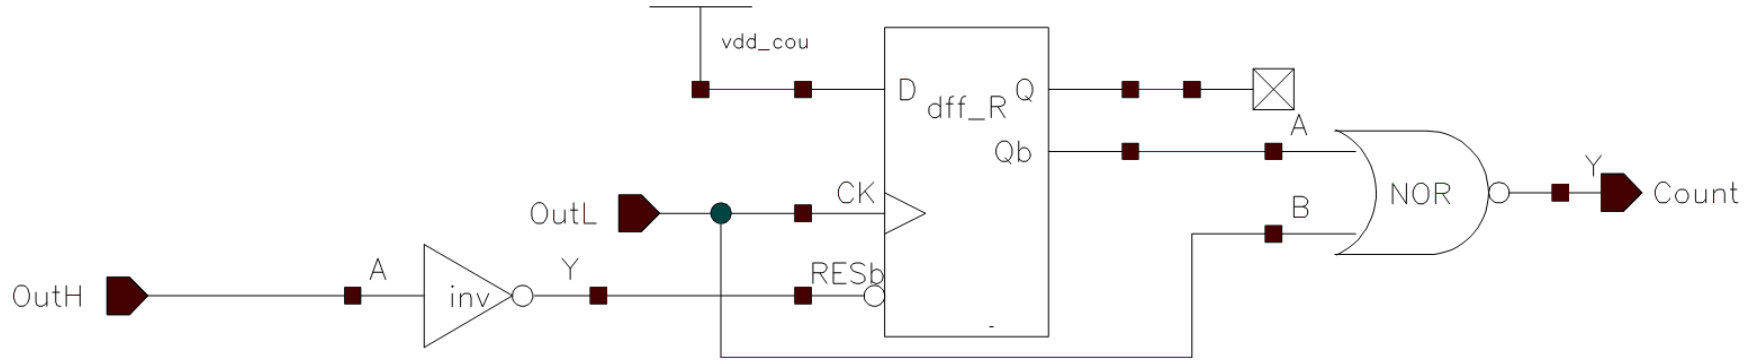 vdd_cou
D
Q
dff_R
A
Qb
CK
OutL
NOR
Y
Count
B
A
Y
RESb
OutH
inv
-